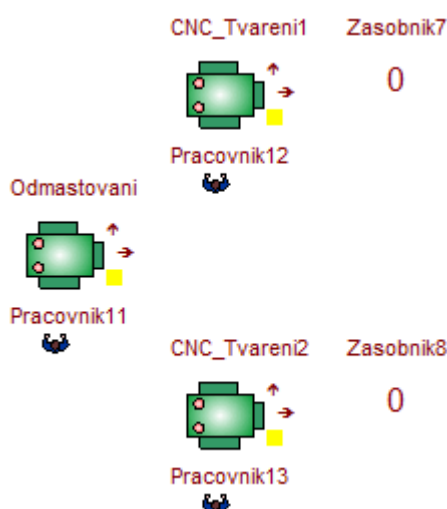 CNC_Tvareni1 Zasobnik7
0
Pracovnik12
Odmastovani
Pracovnik11
CNC_Tvareni2 Zasobnik8
0
Pracovnik13